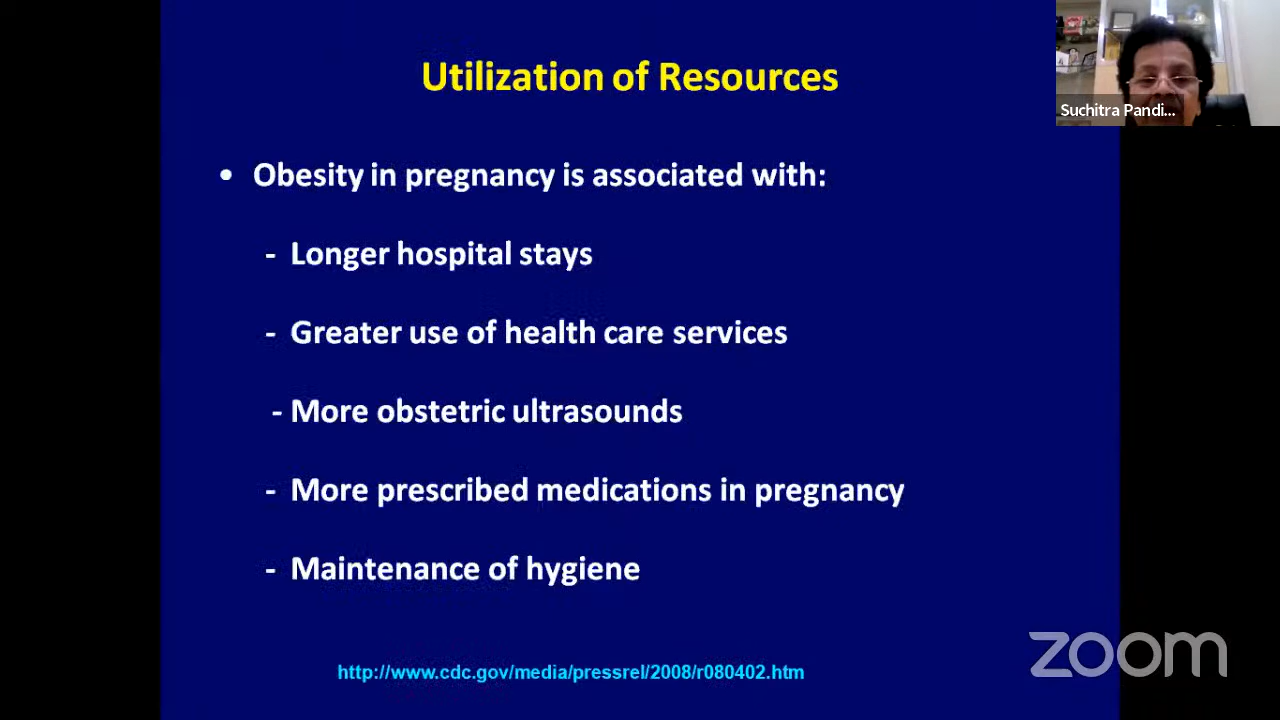 Utilization of Resources
Suchitra Pandi...
• Obesity in pregnancy is associated with:
- Longer hospital stays
- Greater use of health care services
- More obstetric ultrasounds
- More prescribed medications in pregnancy
- Maintenance of hygiene
http://www.cdc.gov/media/pressrel/2008/r080402.htm
zoom